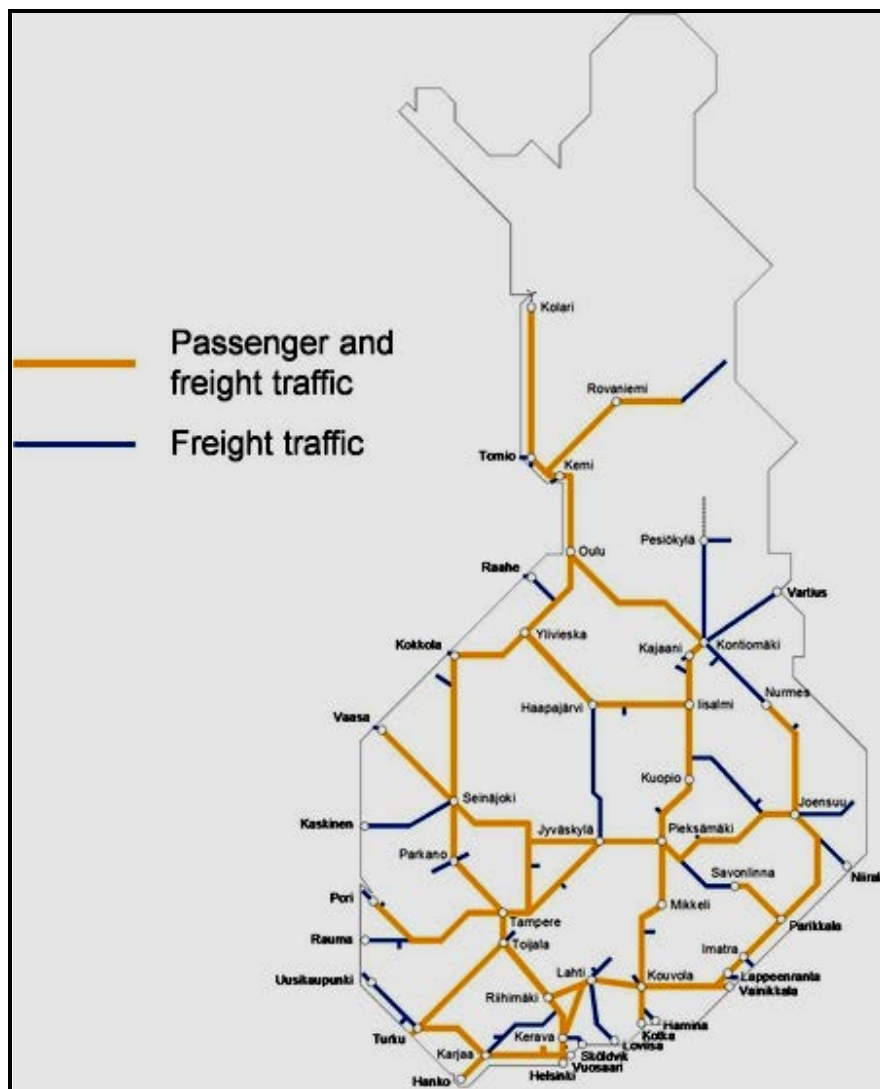 Kolari
Passenger and
freight traffic
Rovaniemi
Freight traffic
Tornio
Kemi
Pesiökylä
Oulu
Raahe
Vartius
Ylivieska
Kontiomäki
Kokkola
Kajaani
Nurmes
Haapajärvi
Iisalmi
Vaasa
Kuopio
Seinäjoki
Joensuu
Kaskinen
Jyväskylä
Pieksämäki
Parkano
Savonlinna
Niiral
Pori
Mikkeli
Tampere
Parikkala
Rauma
Toijala
Imatra
Lahti
Kouvola
Lappeenranta
Uusikaupunki
Vainikkala
Riihimäki
Hamina
Turku
Kerava
Kotka
Loviisa
Karjaa
Sköldvik
Vuosaari
Helsinki
Hanko